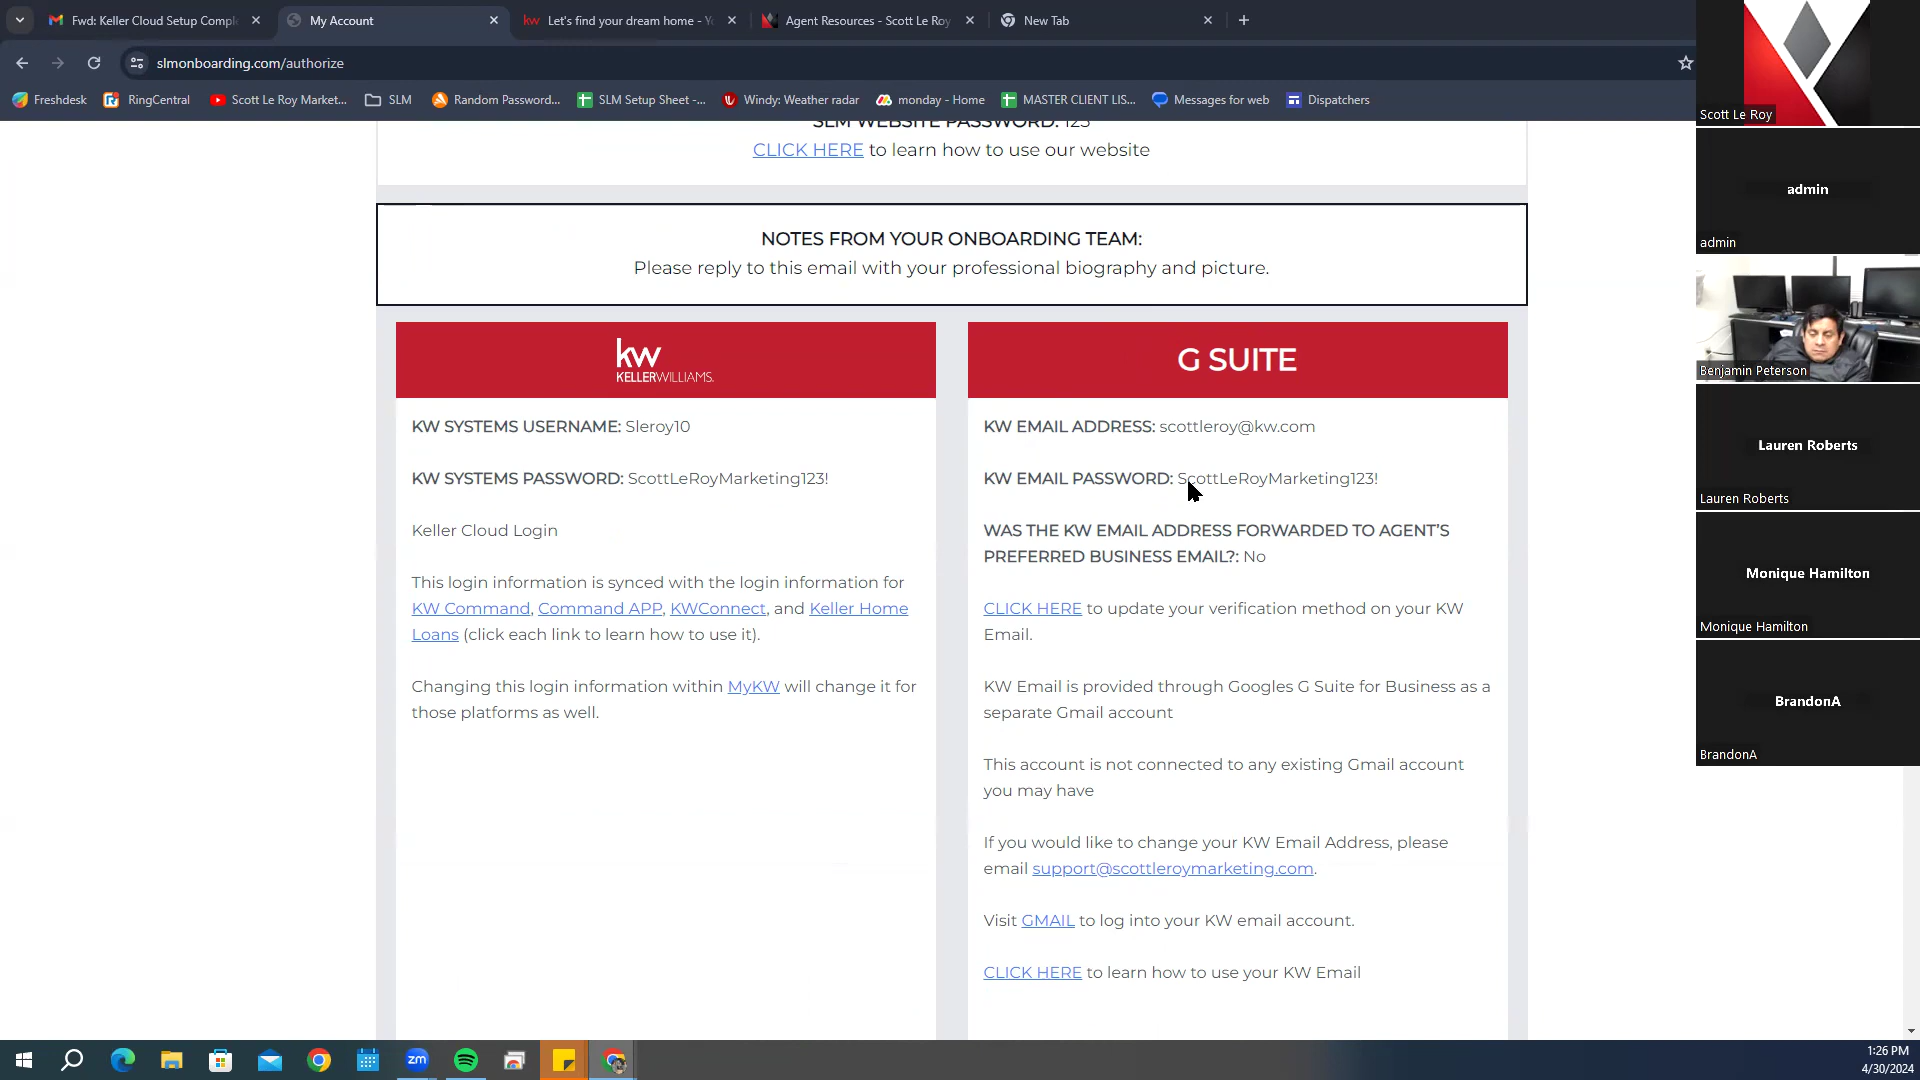 Fwd: Keller Cloud Setup Compl
My Account
kw Let's find your dream home - Y
Agent Resources - Scott Le Roy
New Tab
slmonboarding.com/authorize
Freshdesk
RingCentral
Scott Le Roy Market...
SLM
Random Password...
SLM Setup Sheet -...
Windy: Weather radar
monday - Home
MASTER CLIENT LIS...
Messages for web
Dispatchers
SLM WEBSITE PASSWORD: 123
CLICK HERE to learn how to use our website
NOTES FROM YOUR ONBOARDING TEAM:
Please reply to this email with your professional biography and picture.
kw
KELLERWILLIAMS.
KW SYSTEMS USERNAME: Sleroy10
KW SYSTEMS PASSWORD: ScottLeRoyMarketing123!
Keller Cloud Login
This login information is synced with the login information for
KW Command, Command APP, KWConnect, and Keller Home
Loans (click each link to learn how to use it).
Changing this login information within MyKW will change it for
those platforms as well.
G SUITE
KW EMAIL ADDRESS: scottleroy@kw.com
KW EMAIL PASSWORD: ScottLeRoyMarketing123!
WAS THE KW EMAIL ADDRESS FORWARDED TO AGENT'S
PREFERRED BUSINESS EMAIL?: No
CLICK HERE to update your verification method on your KW
Email.
KW Email is provided through Googles G Suite for Business as a
separate Gmail account
This account is not connected to any existing Gmail account
you may have
If you would like to change your KW Email Address, please
email support@scottleroymarketing.com.
Visit GMAIL to log into your KW email account.
CLICK HERE to learn how to use your KW Email
Scott Le Roy
admin
admin
Benjamin Peterson
Lauren Roberts
Lauren Roberts
Monique Hamilton
Monique Hamilton
BrandonA
BrandonA
zm
1:26 PM
4/30/2024